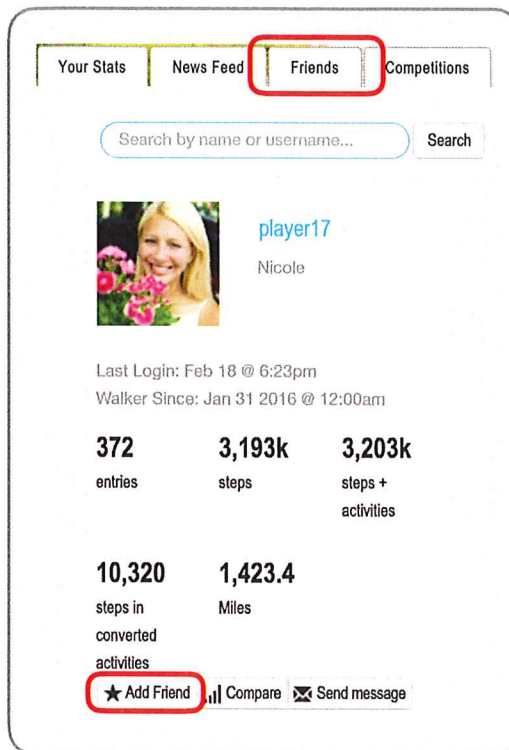 Your Stats News Feed Friends Competitions
Search by name or username... Search
player17
Nicole
Last Login: Feb 18 @ 6:23pm
Walker Since: Jan 31 2016 @ 12:00am
372 3,193k 3,203k
entries steps steps +
activities
10,320 1,423.4
steps in Miles
converted
activities
Add Friend Compare Send message